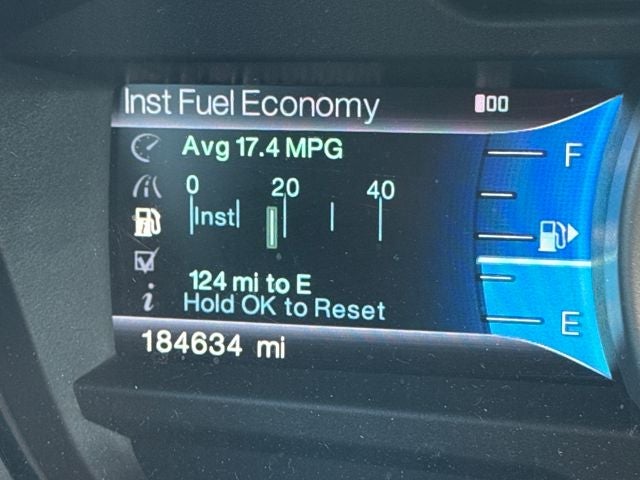 Inst Fuel Economy
Avg 17.4 MPG
0 20 40
Inst
124 mi to E
Hold OK to Reset
184634 mi
F
E